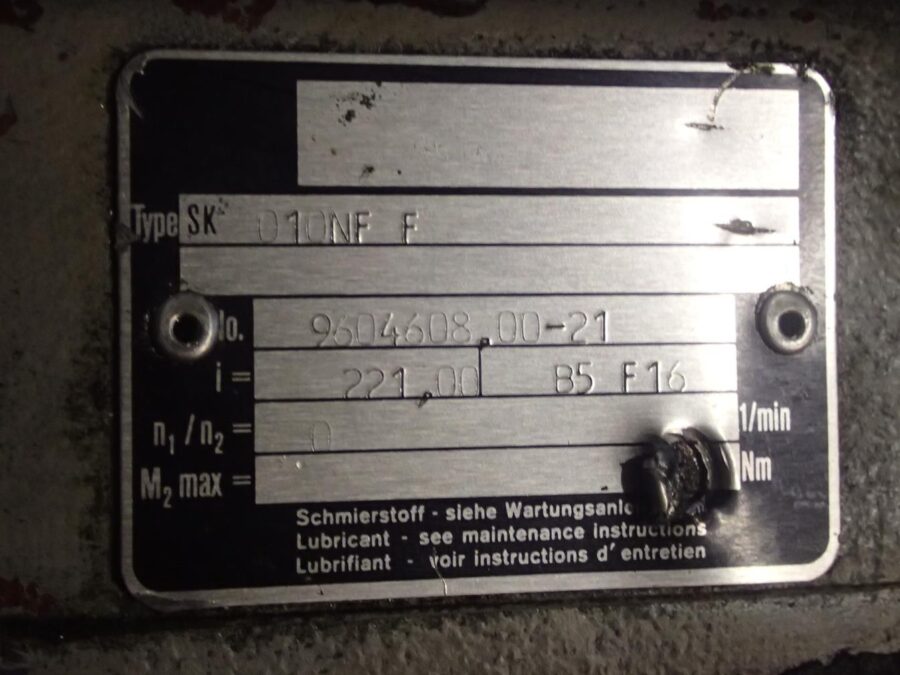 Type SK 010NF F
No. 9604608.00-21
i = 221.00 B5 F16
n₁ / n₂ = 0 1/min
M₂ max = Nm
Schmierstoff - siehe
Lubricant - see maintenance instructions
Lubrifiant - voir instructions d'entretien